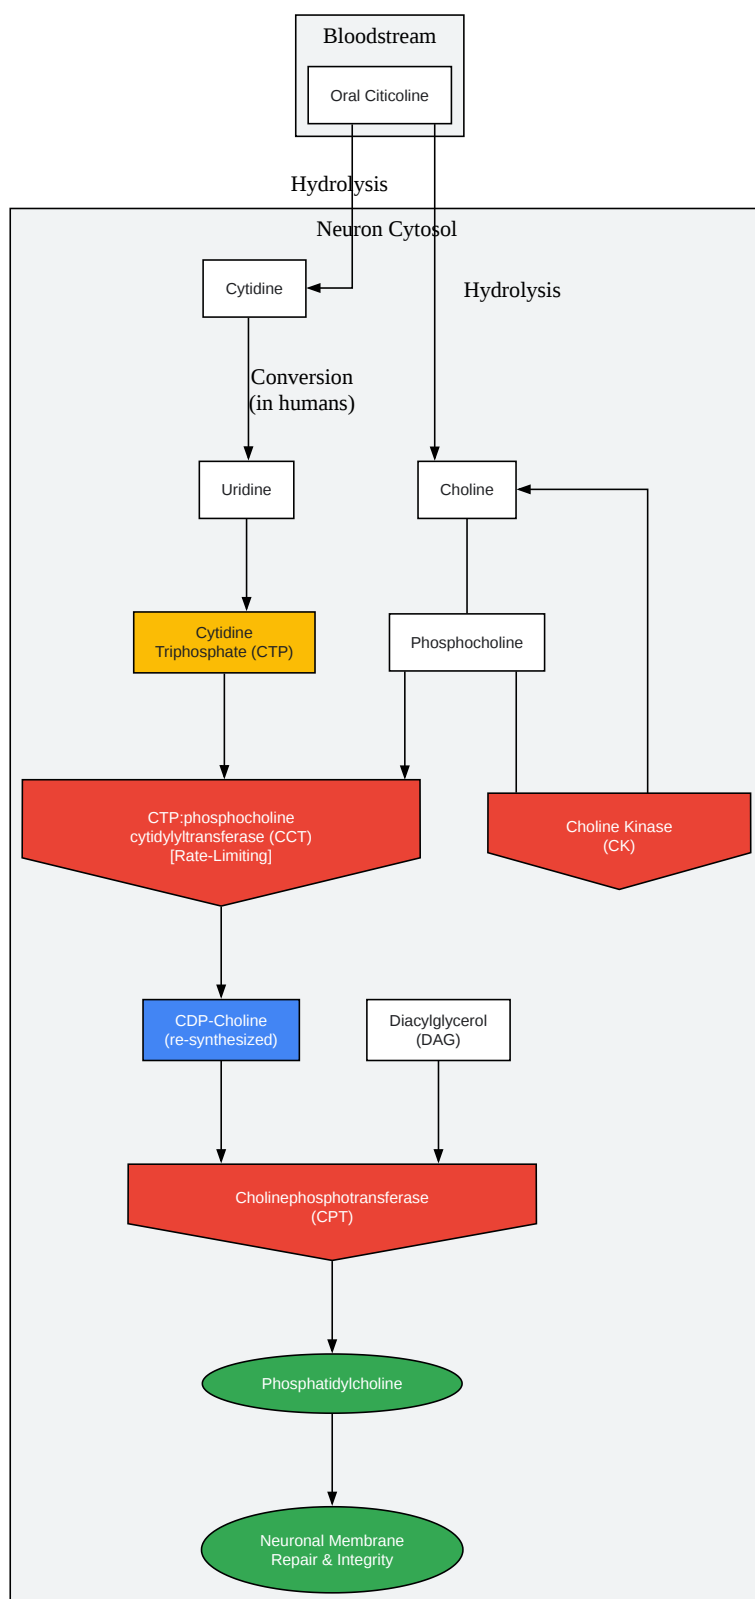 Bloodstream
Oral Citicoline
Hydrolysis
Neuron Cytosol
Cytidine
Hydrolysis
Conversion
(in humans)
Uridine
Choline
Cytidine
Triphosphate (CTP)
Phosphocholine
CTP:phosphocholine
cytidylyltransferase (CCT)
[Rate-Limiting]
Choline Kinase
(CK)
CDP-Choline
(re-synthesized)
Diacylglycerol
(DAG)
Cholinephosphotransferase
(CPT)
Phosphatidylcholine
Neuronal Membrane
Repair & Integrity